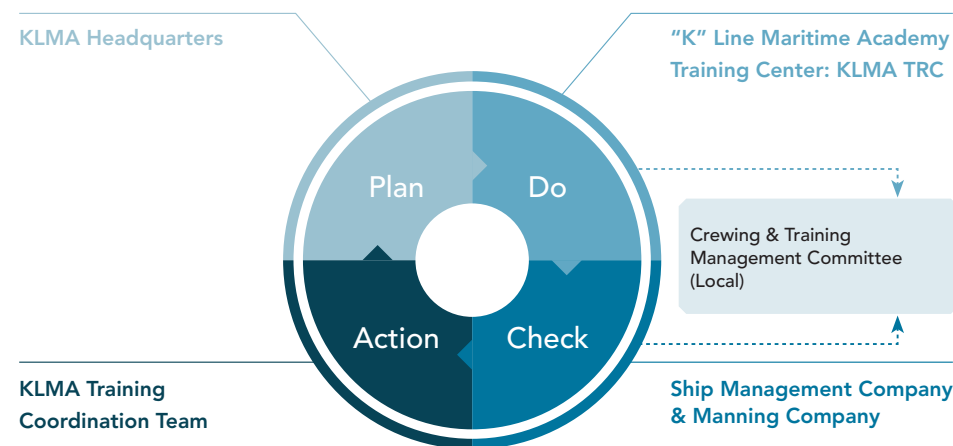 KLMA Headquarters
“K” Line Maritime Academy
Training Center: KLMA TRC
Plan
Do
Crewing & Training
Management Committee
(Local)
Action
Check
KLMA Training
Coordination Team
Ship Management Company
& Manning Company